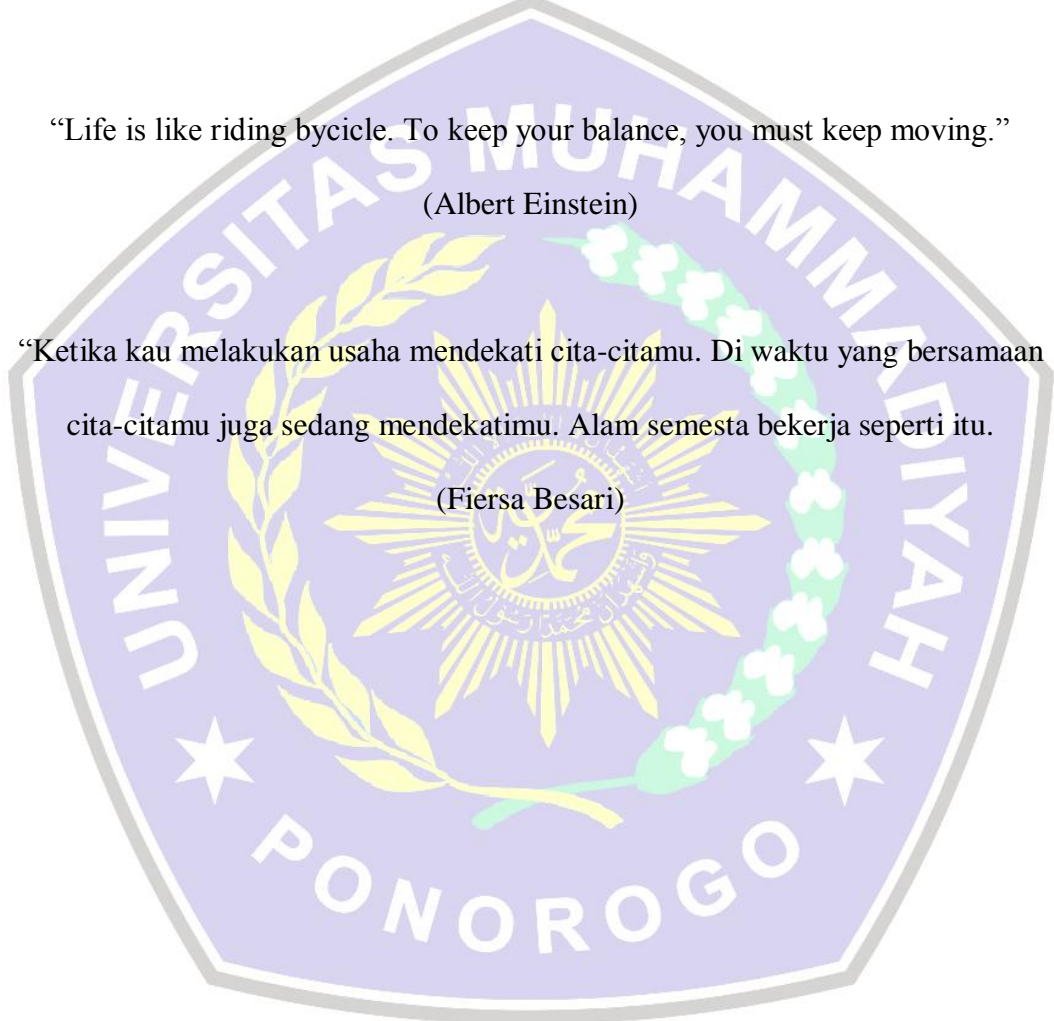 “Life is like riding bycicle. To keep your balance, you must keep moving.”
(Albert Einstein)
“Ketika kau melakukan usaha mendekati cita-citamu. Di waktu yang bersamaan
cita-citamu juga sedang mendekatimu. Alam semesta bekerja seperti itu.
(Fiersa Besari)
UNIVERSITAS MUHAMMADIYAH
PONOROGO
محمدية